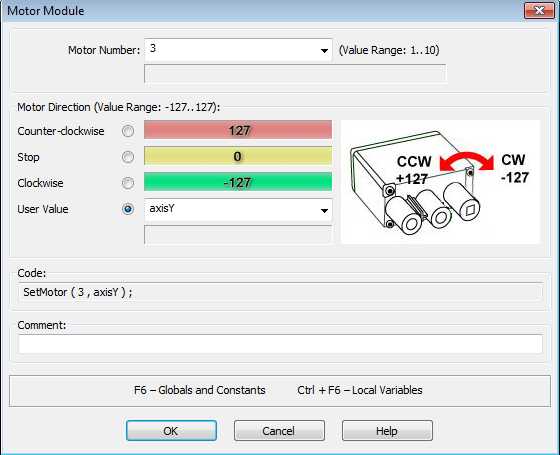 Motor Module
Motor Number: 3 (Value Range: 1..10)
Motor Direction (Value Range: -127..127):
Counter-clockwise 127
Stop 0
Clockwise -127
User Value axisY
CCW CW
+127 -127
Code:
SetMotor ( 3 , axisY ) ;
Comment:
F6 – Globals and Constants Ctrl + F6 – Local Variables
OK Cancel Help